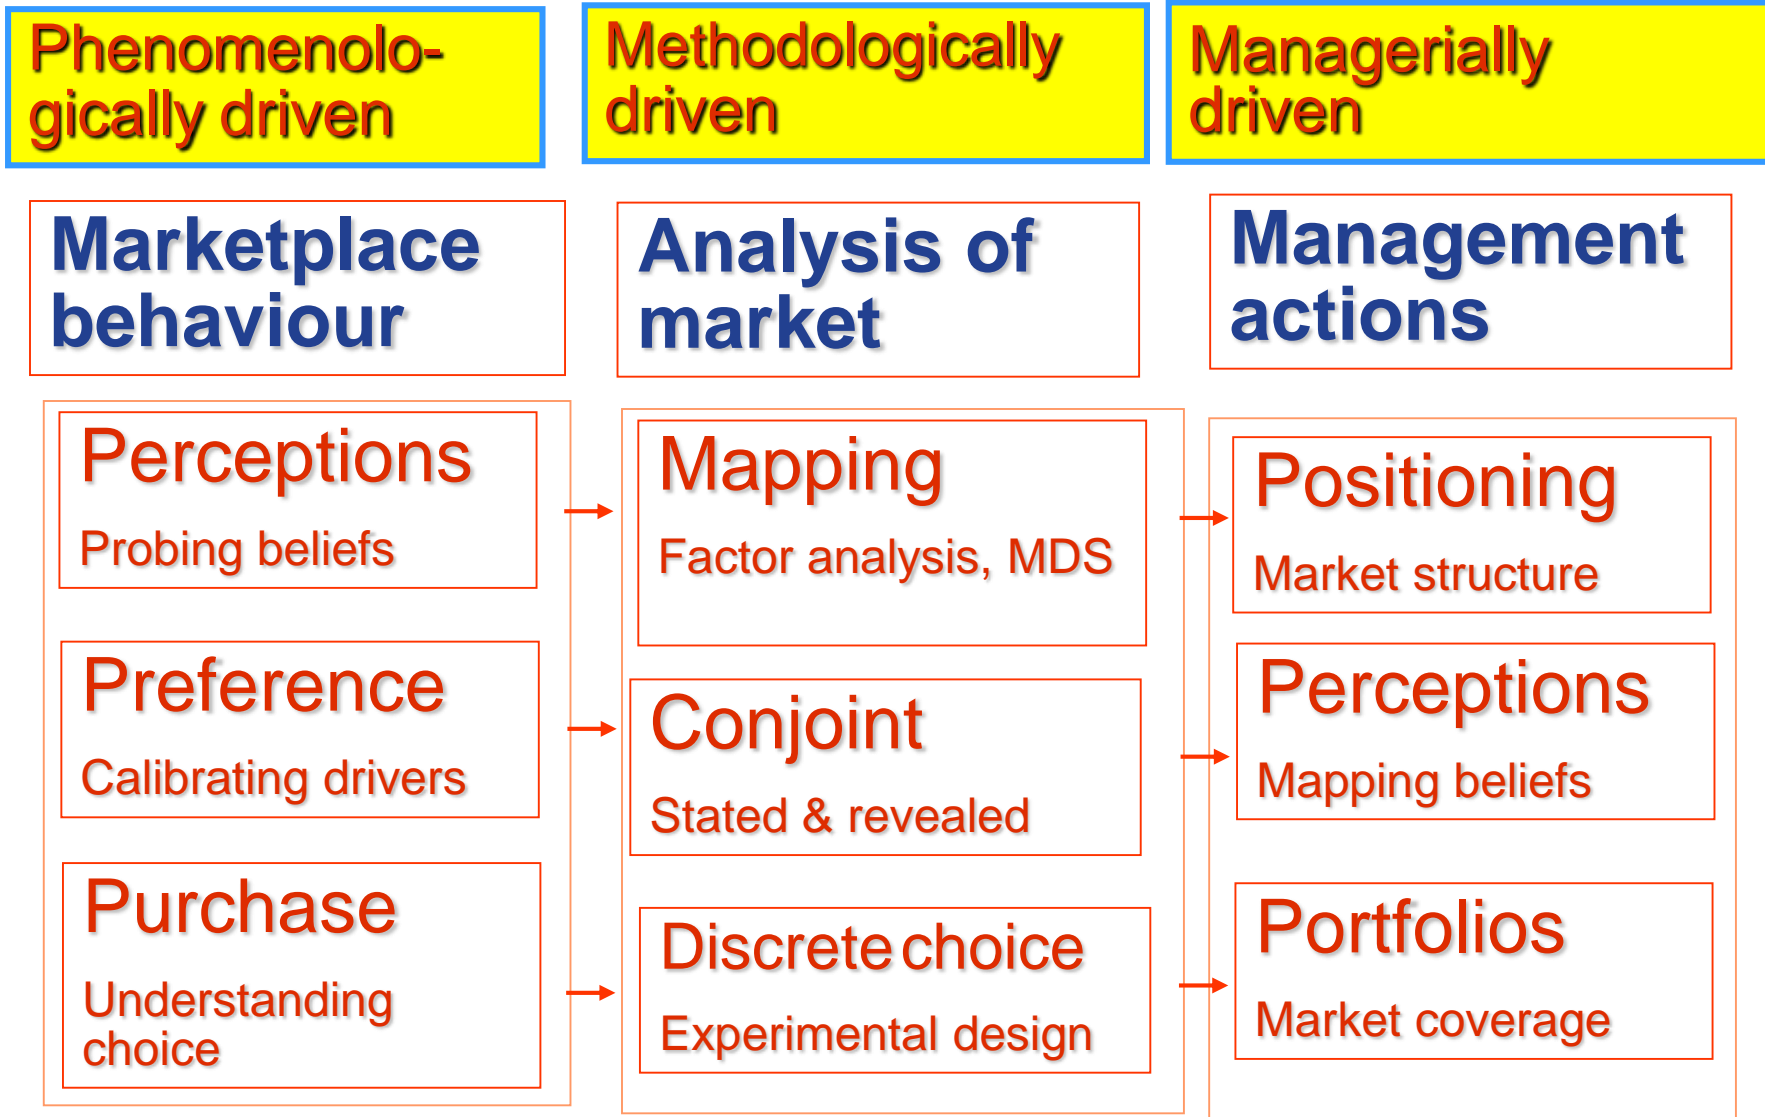 Phenomenolo-
gically driven
Methodologically
driven
Managerially
driven
Marketplace
behaviour
Analysis of
market
Management
actions
Perceptions
Probing beliefs
Preference
Calibrating drivers
Purchase
Understanding
choice
Mapping
Factor analysis, MDS
Conjoint
Stated & revealed
Discrete choice
Experimental design
Positioning
Market structure
Perceptions
Mapping beliefs
Portfolios
Market coverage